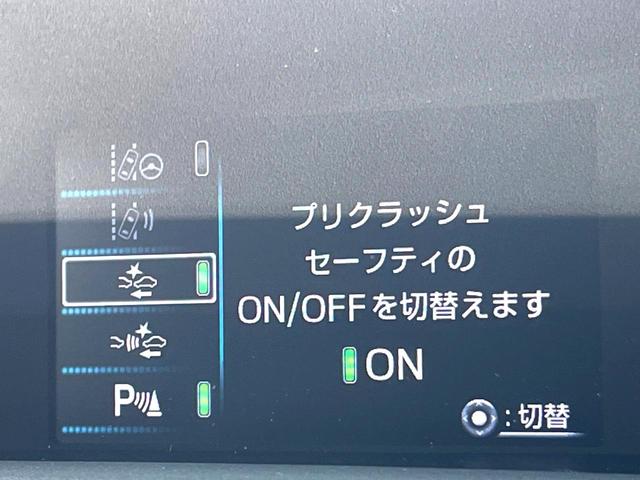 プリクラッシュ
セーフティの
ON/OFFを切替えます
ON
P
:切替